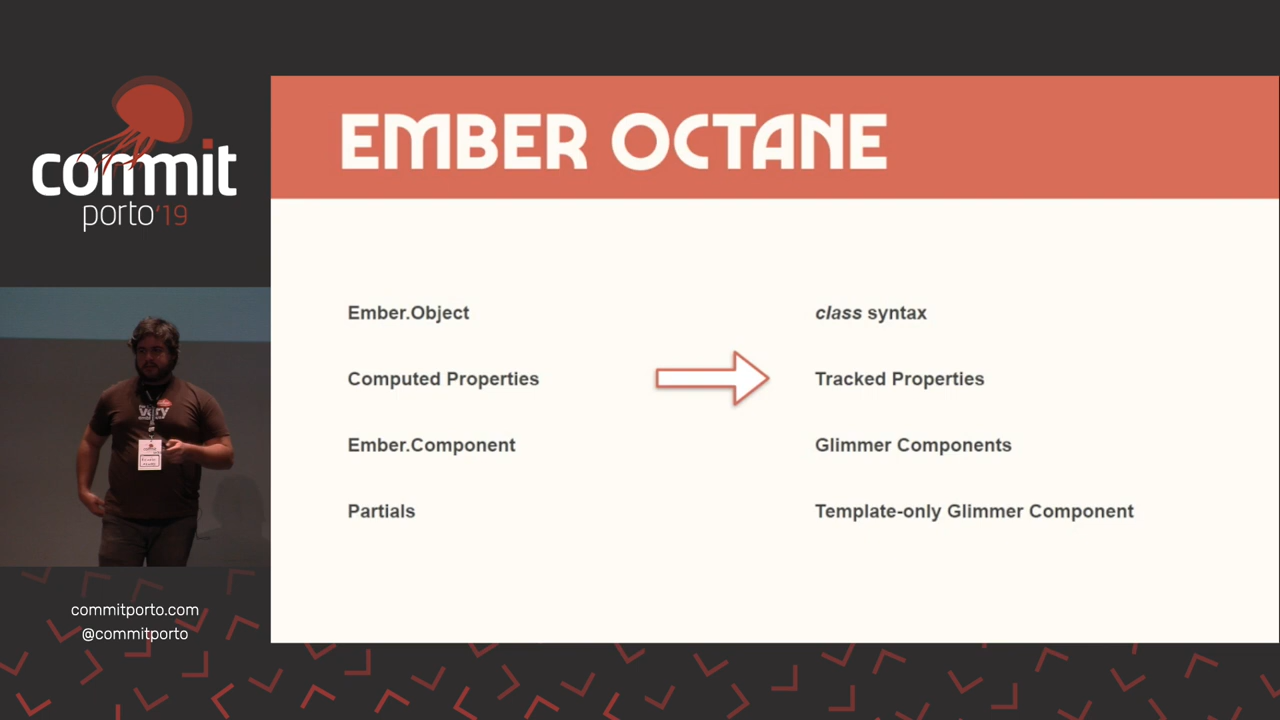 commit
porto'19
EMBER OCTANE
Ember.Object
class syntax
Computed Properties
Tracked Properties
Ember.Component
Glimmer Components
Partials
Template-only Glimmer Component
very
commitporto.com
@commitporto